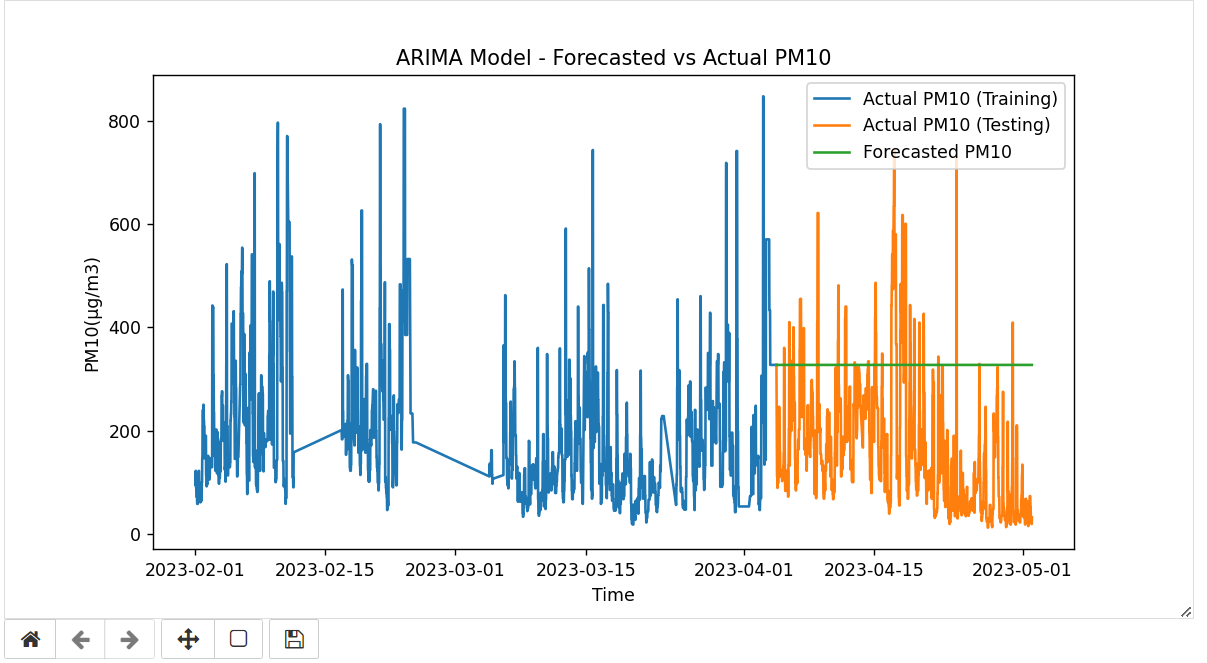 ARIMA Model - Forecasted vs Actual PM10
Actual PM10 (Training)
Actual PM10 (Testing)
Forecasted PM10
PM10(µg/m3)
800
600
400
200
0
2023-02-01 2023-02-15 2023-03-01 2023-03-15 2023-04-01 2023-04-15 2023-05-01
Time